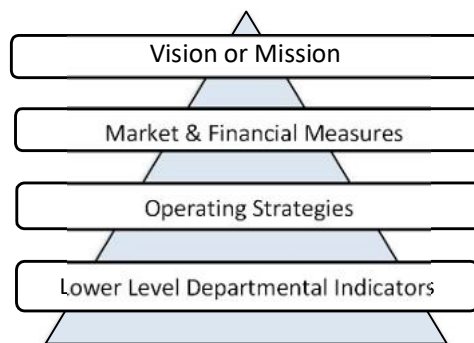 Vision or Mission
Market & Financial Measures
Operating Strategies
Lower Level Departmental Indicators